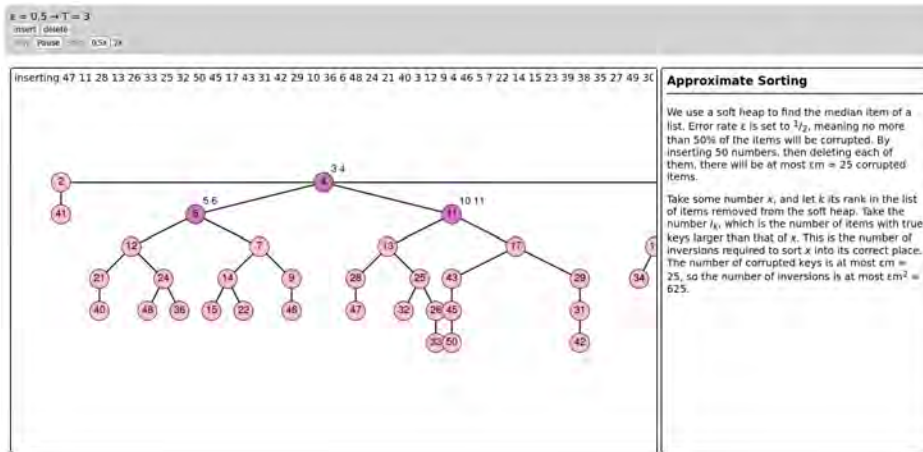 ε = 0.5 → T = 3
insert delete
Pause 0.5x 2x
inserting 47 11 28 13 26 33 25 32 50 45 17 43 31 42 29 10 36 6 48 24 21 40 3 12 9 4 46 5 7 22 14 15 23 39 38 35 27 49 30
Approximate Sorting
We use a soft heap to find the median item of a
list. Error rate ε is set to 1/2, meaning no more
than 50% of the items will be corrupted. By
inserting 50 numbers, then deleting each of
them, there will be at most εm = 25 corrupted
items.
Take some number x, and let k its rank in the list
of items removed from the soft heap. Take the
number Ik, which is the number of items with true
keys larger than that of x. This is the number of
inversions required to sort x into its correct place.
The number of corrupted keys is at most εm =
25, so the number of inversions is at most εm² =
625.
3 4
2 4
5 6 10 11
41 6 11
12 7 13 17
21 24 14 9 28 25 43 29 34
40 48 36 15 22 46 47 32 26 45 31
33 50 42